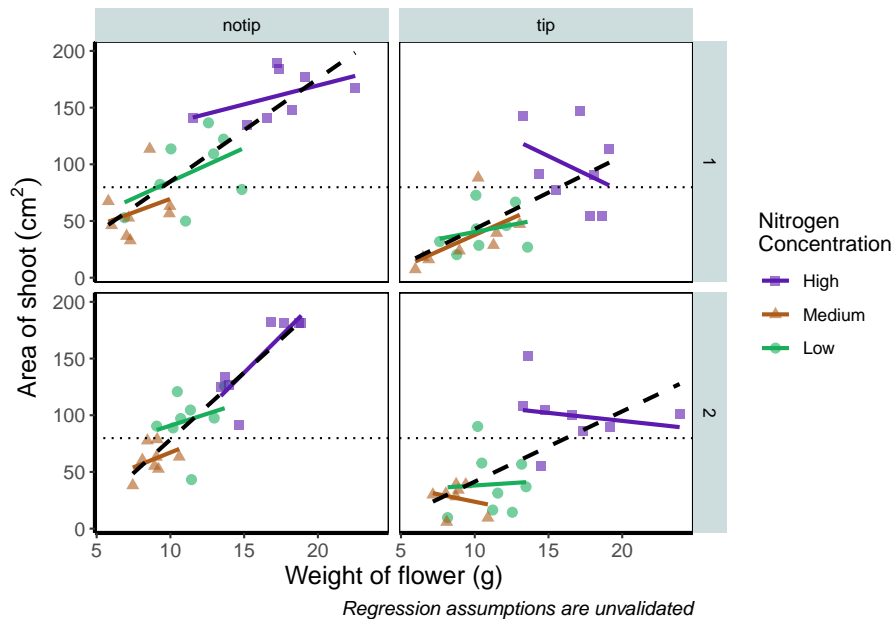 notip
tip
200
150
100
50
0
1
200
150
100
50
0
2
5
10
15
20
5
10
15
20
Area of shoot (cm²)
Weight of flower (g)
Regression assumptions are unvalidated
Nitrogen
Concentration
High
Medium
Low